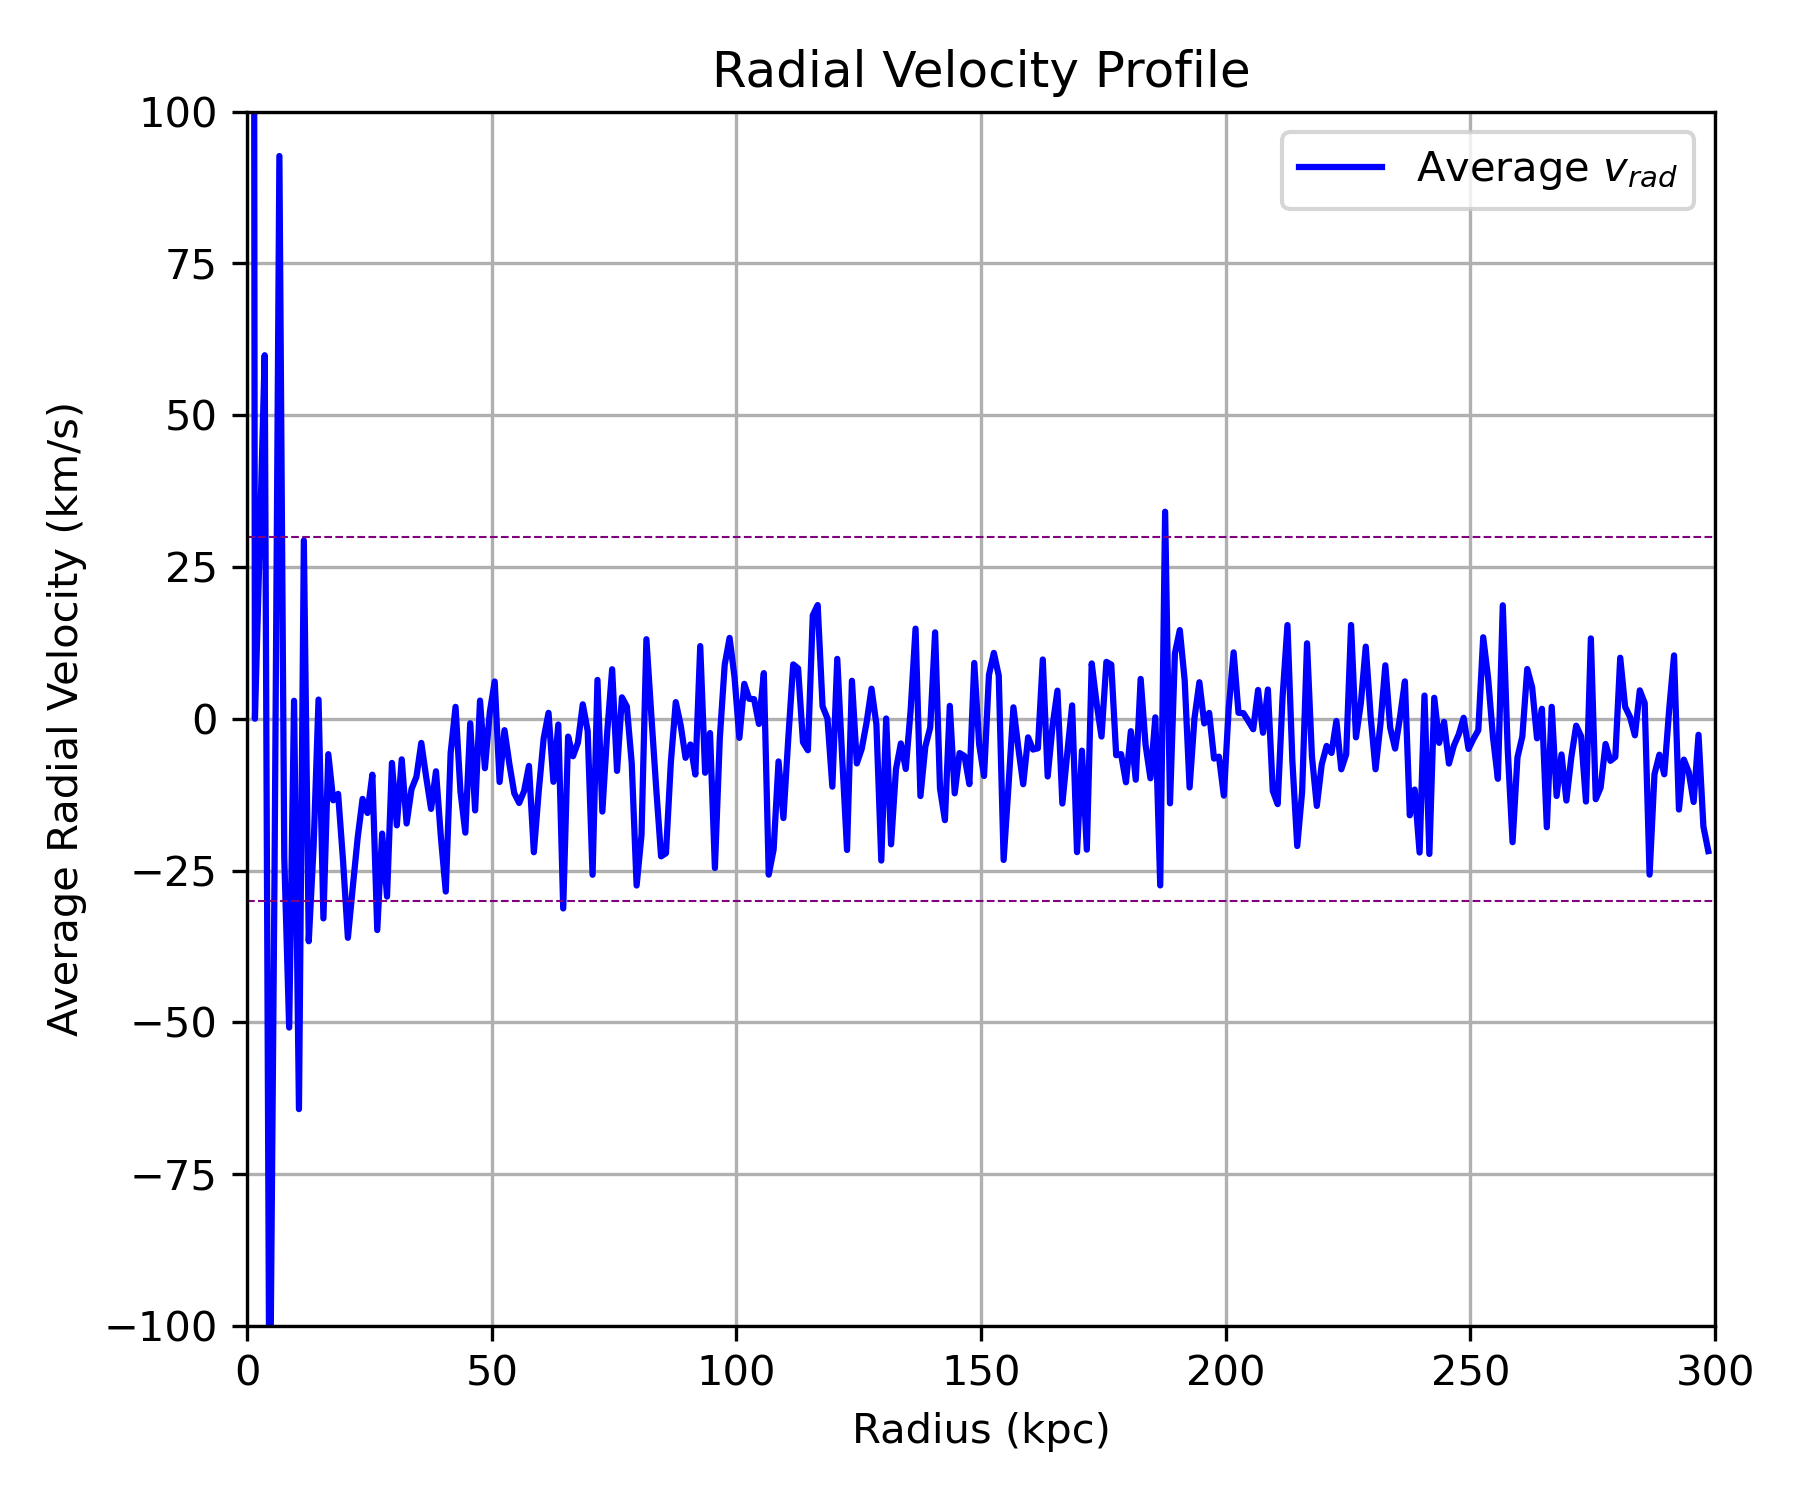 Radial Velocity Profile
Average v_rad
100
75
50
25
0
−25
−50
−75
−100
Average Radial Velocity (km/s)
0 50 100 150 200 250 300
Radius (kpc)